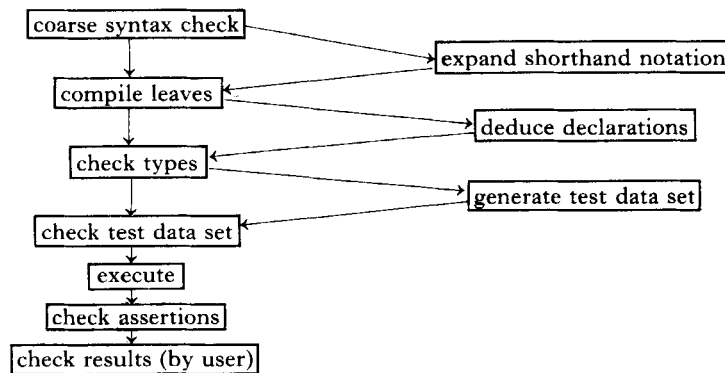 coarse syntax check
expand shorthand notation
compile leaves
deduce declarations
check types
generate test data set
check test data set
execute
check assertions
check results (by user)